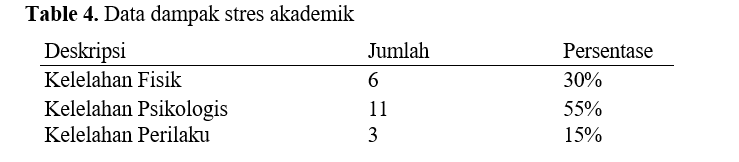 Table 4. Data dampak stres akademik
Deskripsi Jumlah Persentase
Kelelahan Fisik 6 30%
Kelelahan Psikologis 11 55%
Kelelahan Perilaku 3 15%